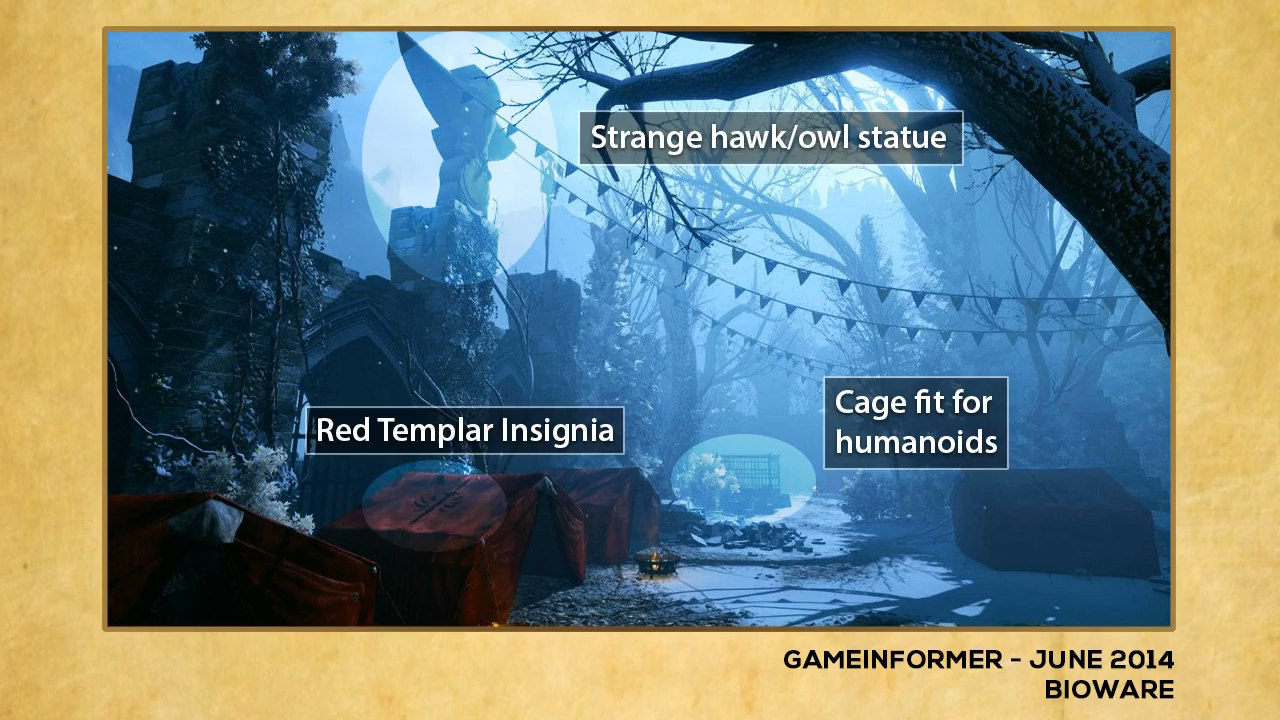 Strange hawk/owl statue
Cage fit for
humanoids
Red Templar Insignia
GAMEINFORMER - JUNE 2014
BIOWARE